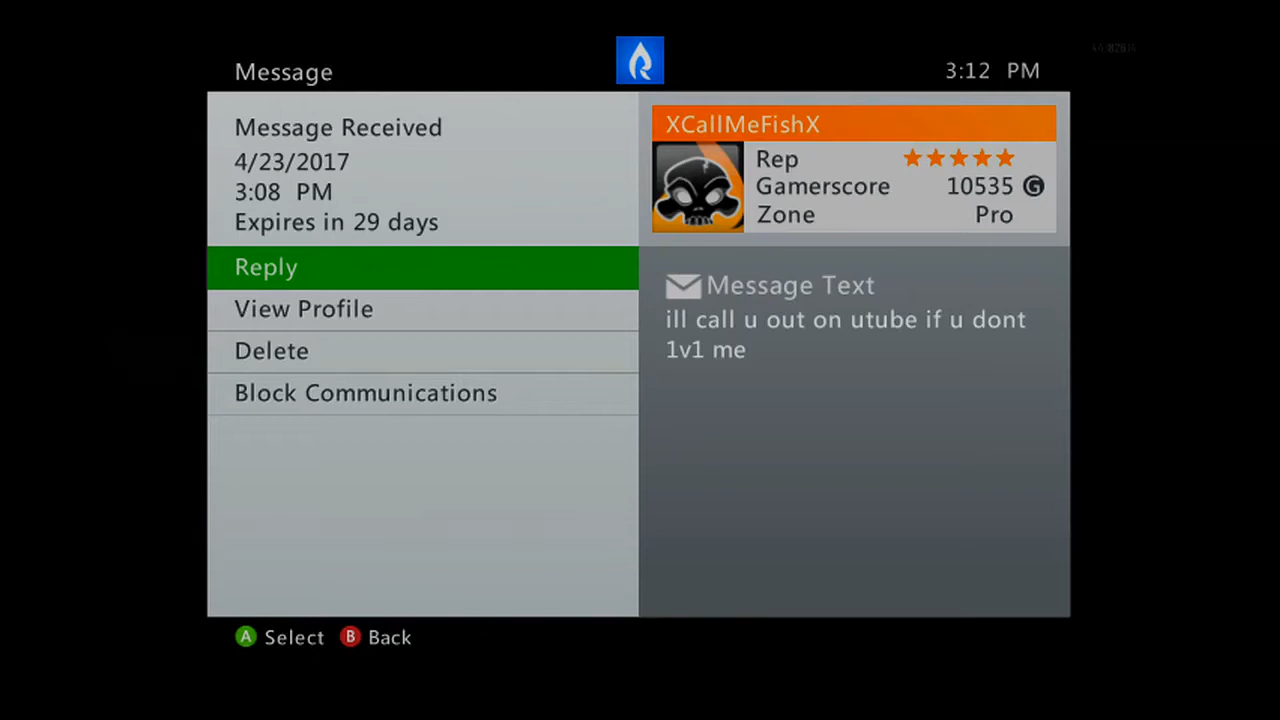 Message
3:12 PM
Message Received
4/23/2017
3:08 PM
Expires in 29 days
Reply
View Profile
Delete
Block Communications
XCallMeFishX
Rep
Gamerscore 10535 G
Zone Pro
Message Text
ill call u out on utube if u dont
1v1 me
A Select B Back